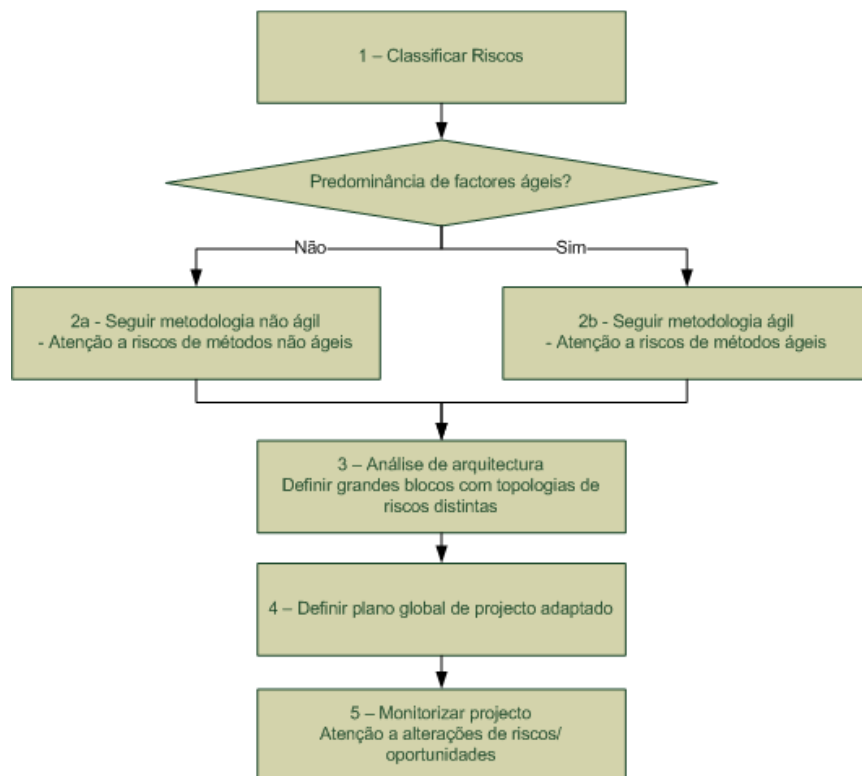 1 – Classificar Riscos
Predominância de factores ágeis?
Não
Sim
2a - Seguir metodologia não ágil
- Atenção a riscos de métodos não ágeis
2b - Seguir metodologia ágil
- Atenção a riscos de métodos ágeis
3 – Análise de arquitectura
Definir grandes blocos com topologias de
riscos distintas
4 – Definir plano global de projecto adaptado
5 – Monitorizar projecto
Atenção a alterações de riscos/
oportunidades